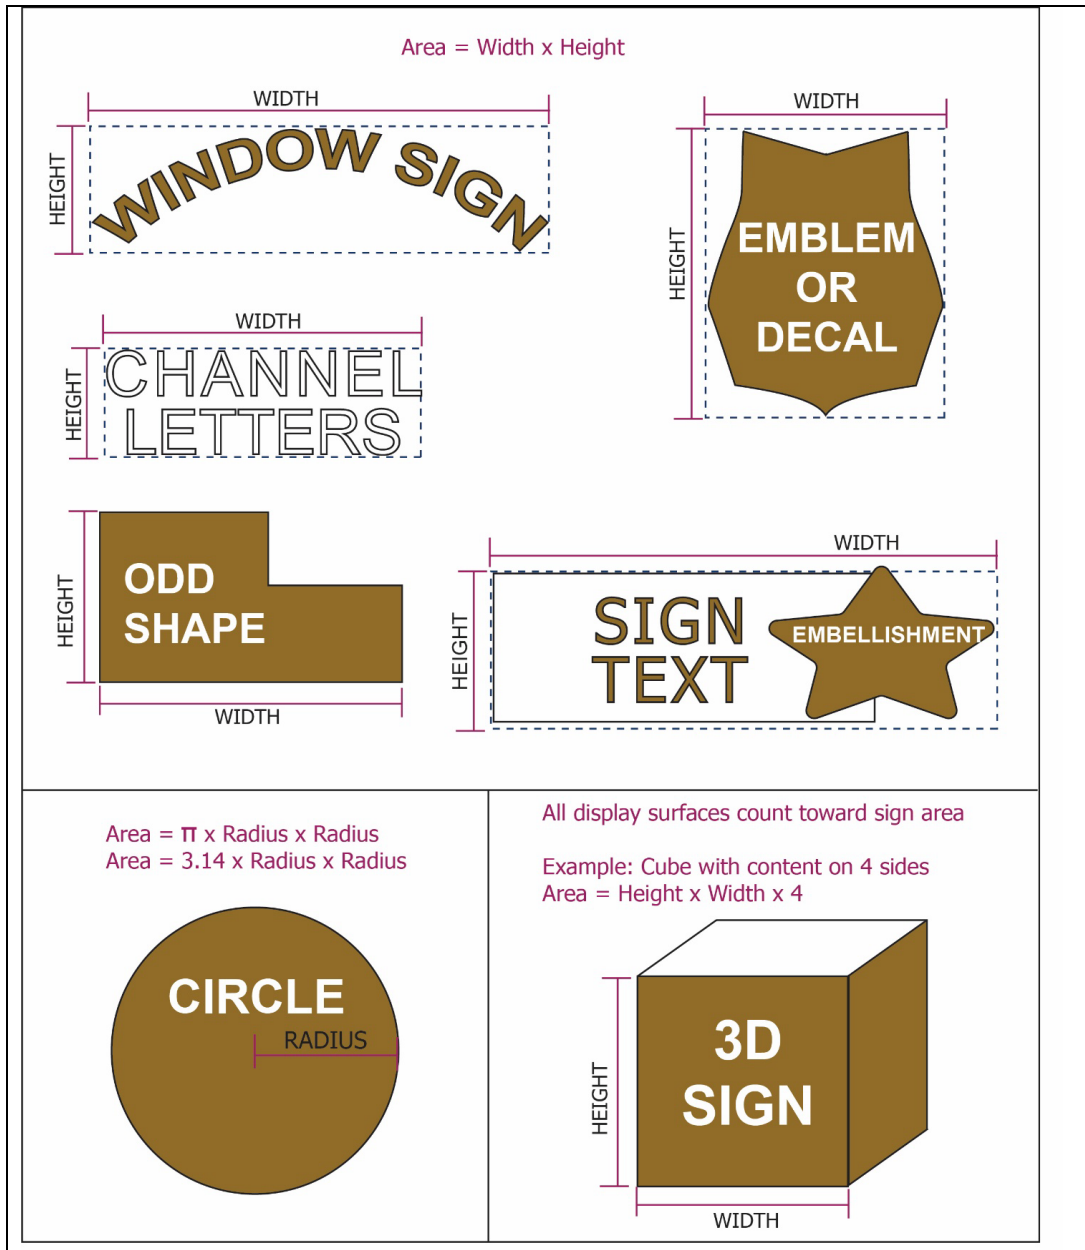 Area = Width x Height
WIDTH
HEIGHT
WINDOW SIGN
WIDTH
HEIGHT
EMBLEM
OR
DECAL
WIDTH
HEIGHT
CHANNEL
LETTERS
HEIGHT
ODD
SHAPE
WIDTH
WIDTH
HEIGHT
SIGN
TEXT
EMBELLISHMENT
Area = π x Radius x Radius
Area = 3.14 x Radius x Radius
CIRCLE
RADIUS
All display surfaces count toward sign area
Example: Cube with content on 4 sides
Area = Height x Width x 4
HEIGHT
3D
SIGN
WIDTH